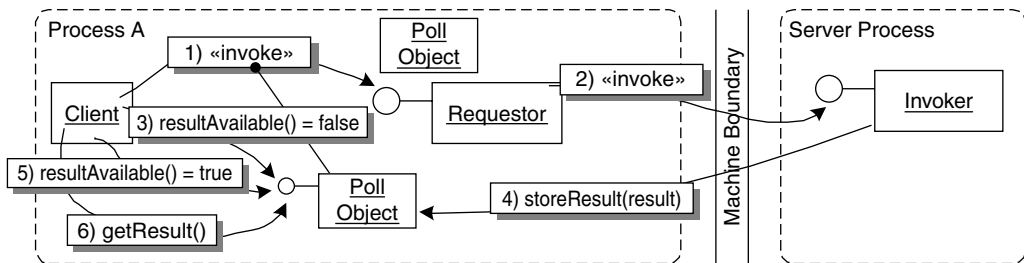 Process A
Poll
Object
Server Process
1) «invoke»
2) «invoke»
Client
Requestor
Invoker
3) resultAvailable() = false
Machine Boundary
5) resultAvailable() = true
Poll
Object
4) storeResult(result)
6) getResult()